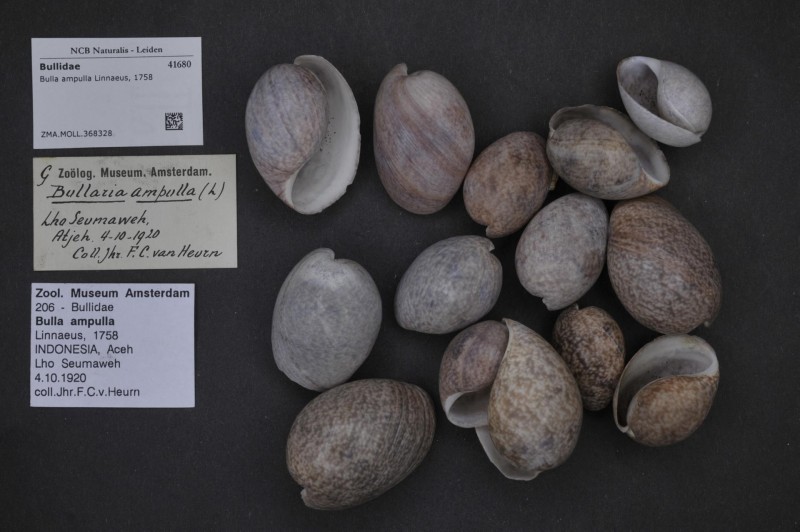 NCB Naturalis - Leiden
Bullidae 41680
Bulla ampulla Linnaeus, 1758
ZMA.MOLL.368328
G Zoölog. Museum. Amsterdam.
Bullaria ampulla (L)
Lho Seumaweh,
Atjeh. 4-10-1920
Coll. Jhr. F.C. van Heurn
Zool. Museum Amsterdam
206 - Bullidae
Bulla ampulla
Linnaeus, 1758
INDONESIA, Aceh
Lho Seumaweh
4.10.1920
coll.Jhr.F.C.v.Heurn